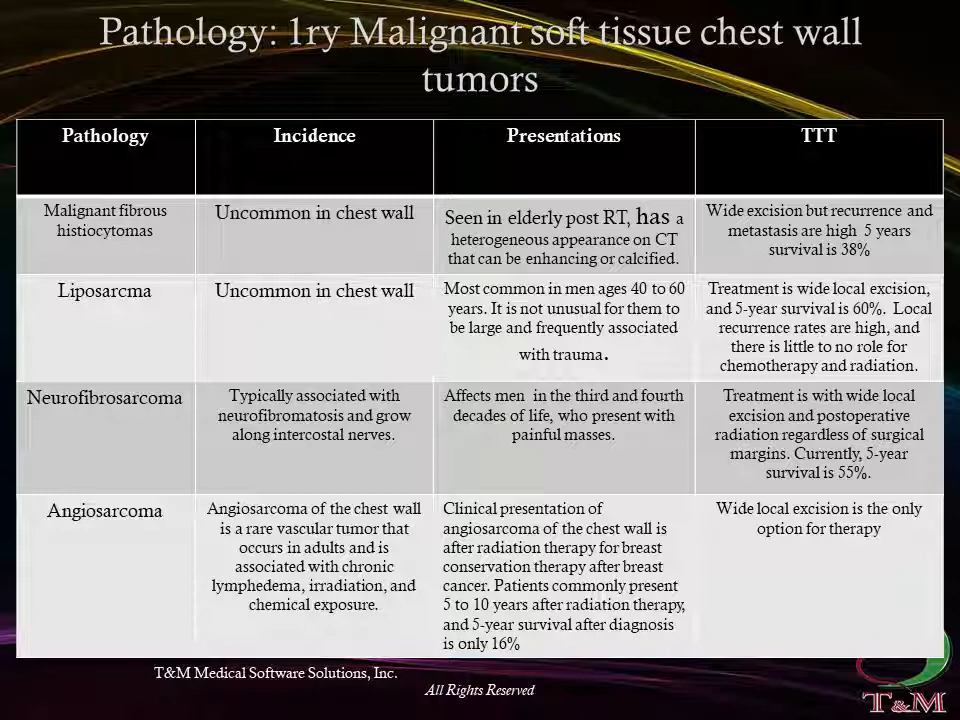 Pathology: 1ry Malignant soft tissue chest wall
tumors
Pathology
Incidence
Presentations
TTT
Malignant fibrous
histiocytomas
Uncommon in chest wall
Seen in elderly post RT, has a
heterogeneous appearance on CT
that can be enhancing or calcified.
Wide excision but recurrence and
metastasis are high 5 years
survival is 38%
Liposarcma
Uncommon in chest wall
Most common in men ages 40 to 60
years. It is not unusual for them to
be large and frequently associated
with trauma.
Treatment is wide local excision,
and 5-year survival is 60%. Local
recurrence rates are high, and
there is little to no role for
chemotherapy and radiation.
Neurofibrosarcoma
Typically associated with
neurofibromatosis and grow
along intercostal nerves.
Affects men in the third and fourth
decades of life, who present with
painful masses.
Treatment is with wide local
excision and postoperative
radiation regardless of surgical
margins. Currently, 5-year
survival is 55%.
Angiosarcoma
Angiosarcoma of the chest wall
is a rare vascular tumor that
occurs in adults and is
associated with chronic
lymphedema, irradiation, and
chemical exposure.
Clinical presentation of
angiosarcoma of the chest wall is
after radiation therapy for breast
conservation therapy after breast
cancer. Patients commonly present
5 to 10 years after radiation therapy,
and 5-year survival after diagnosis
is only 16%
Wide local excision is the only
option for therapy
T&M Medical Software Solutions, Inc.
All Rights Reserved
T&M